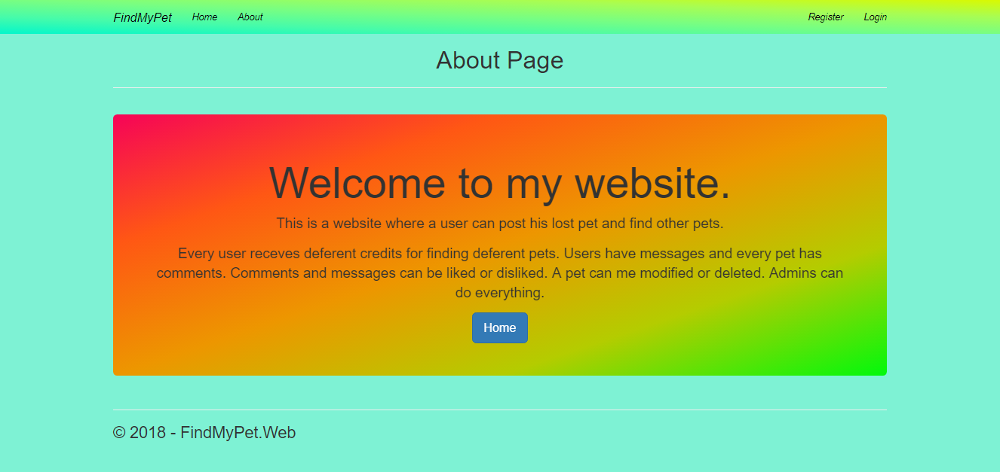 FindMyPet Home About Register Login
About Page
Welcome to my website.
This is a website where a user can post his lost pet and find other pets.
Every user receves deferent credits for finding deferent pets. Users have messages and every pet has
comments. Comments and messages can be liked or disliked. A pet can me modified or deleted. Admins can
do everything.
Home
© 2018 - FindMyPet.Web